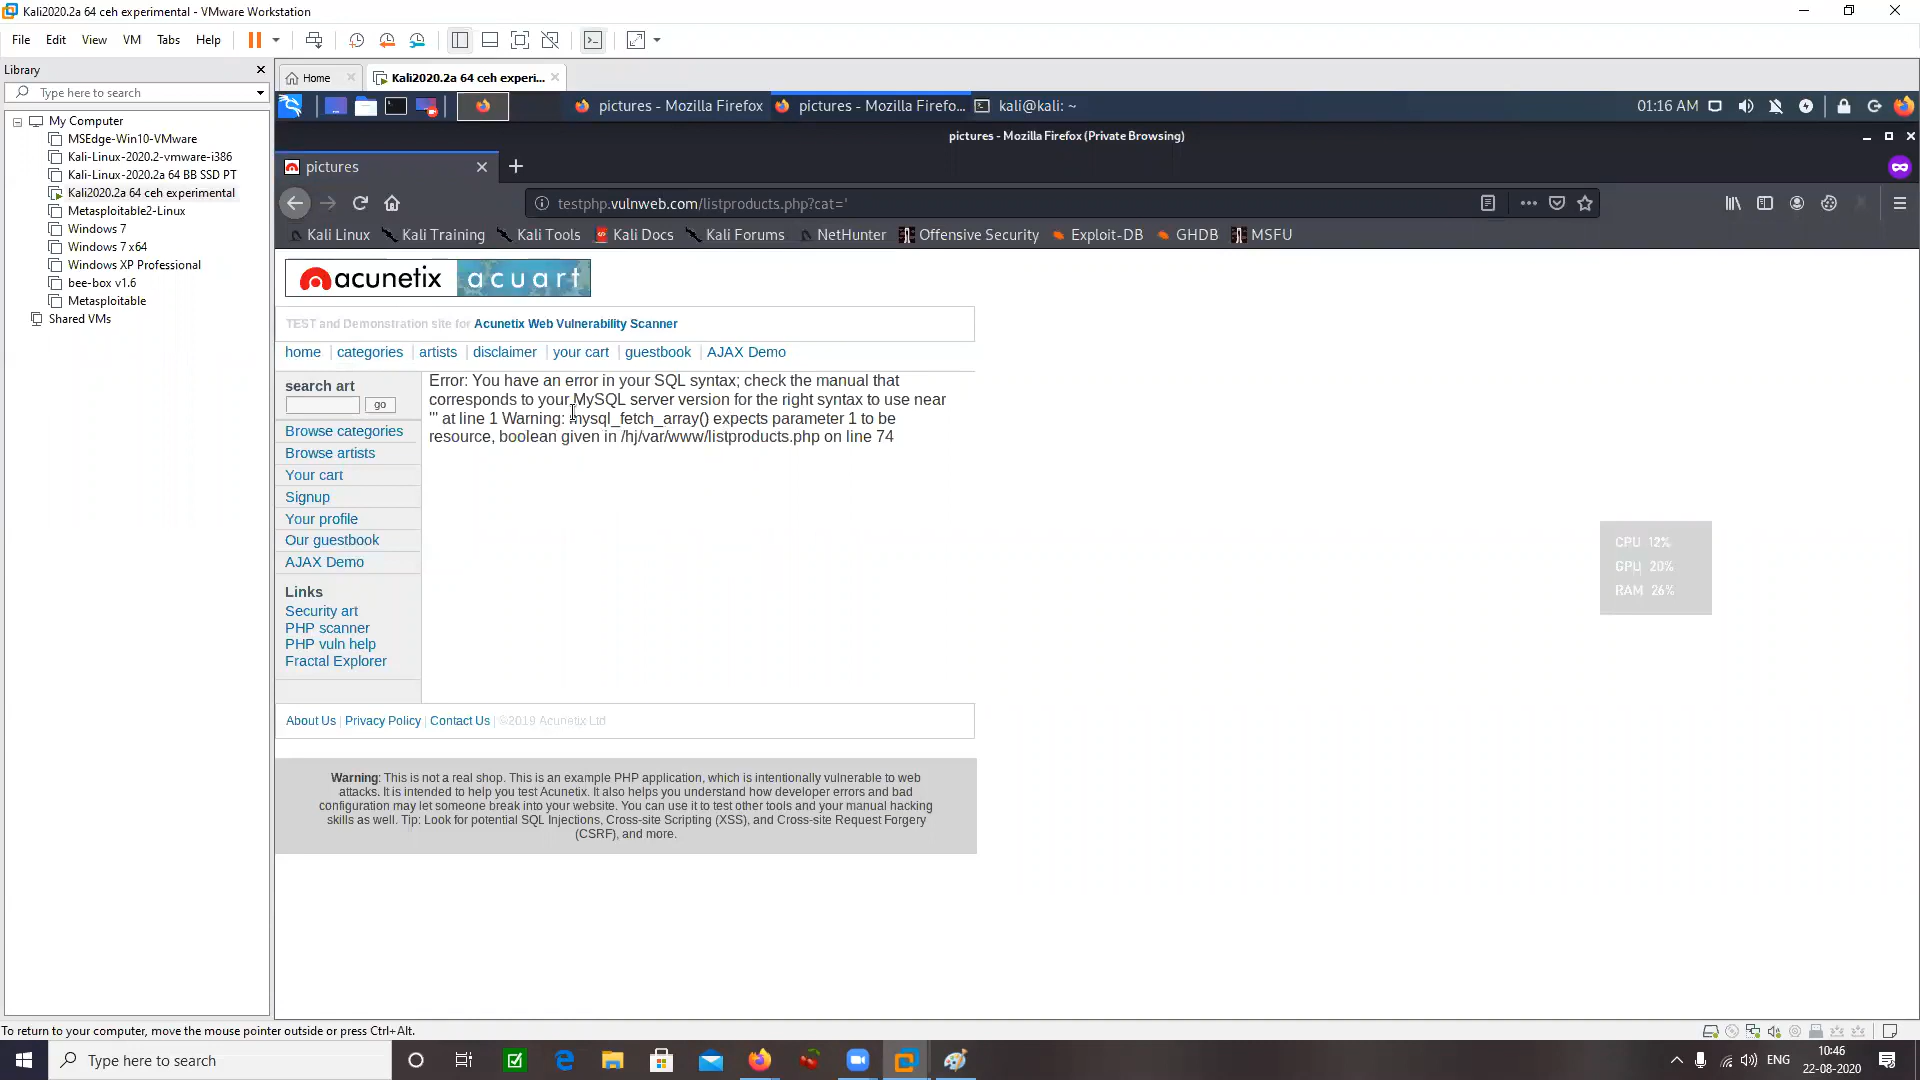 Kali2020.2a 64 ceh experimental - VMware Workstation
File Edit View VM Tabs Help
Library
Type here to search
My Computer
MSEdge-Win10-VMware
Kali-Linux-2020.2-vmware-i386
Kali-Linux-2020.2a 64 BB SSD PT
Kali2020.2a 64 ceh experimental
Metasploitable2-Linux
Windows 7
Windows 7 x64
Windows XP Professional
bee-box v1.6
Metasploitable
Shared VMs
Home Kali2020.2a 64 ceh experi...
pictures - Mozilla Firefox pictures - Mozilla Firefo... kali@kali: ~ 01:16 AM
pictures - Mozilla Firefox (Private Browsing)
pictures
testphp.vulnweb.com/listproducts.php?cat='
Kali Linux Kali Training Kali Tools Kali Docs Kali Forums NetHunter Offensive Security Exploit-DB GHDB MSFU
acunetix acuart
TEST and Demonstration site for Acunetix Web Vulnerability Scanner
home | categories | artists | disclaimer | your cart | guestbook | AJAX Demo
search art
go
Browse categories
Browse artists
Your cart
Signup
Your profile
Our guestbook
AJAX Demo
Links
Security art
PHP scanner
PHP vuln help
Fractal Explorer
Error: You have an error in your SQL syntax; check the manual that
corresponds to your MySQL server version for the right syntax to use near
''' at line 1 Warning: mysql_fetch_array() expects parameter 1 to be
resource, boolean given in /hj/var/www/listproducts.php on line 74
CPU 12%
GPU 20%
RAM 26%
About Us | Privacy Policy | Contact Us | ©2019 Acunetix Ltd
Warning: This is not a real shop. This is an example PHP application, which is intentionally vulnerable to web
attacks. It is intended to help you test Acunetix. It also helps you understand how developer errors and bad
configuration may let someone break into your website. You can use it to test other tools and your manual hacking
skills as well. Tip: Look for potential SQL Injections, Cross-site Scripting (XSS), and Cross-site Request Forgery
(CSRF), and more.
To return to your computer, move the mouse pointer outside or press Ctrl+Alt.
Type here to search
ENG
10:46
22-08-2020